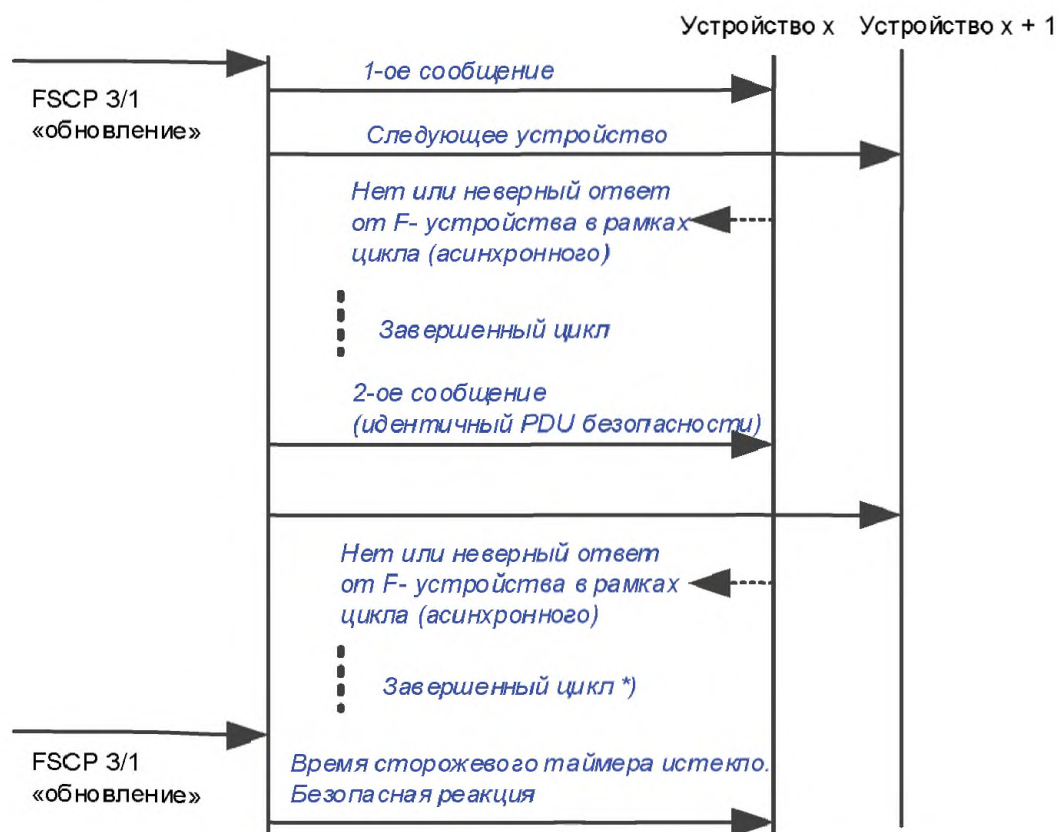 Устройство x Устройство x + 1
1-ое сообщение
FSCP 3/1
«обновление»
Следующее устройство
Нет или неверный ответ
от F- устройства в рамках
цикла (асинхронного)
Завершенный цикл
2-ое сообщение
(идентичный PDU безопасности)
Нет или неверный ответ
от F- устройства в рамках
цикла (асинхронного)
Завершенный цикл *)
FSCP 3/1
«обновление»
Время сторожевого таймера истекло.
Безопасная реакция